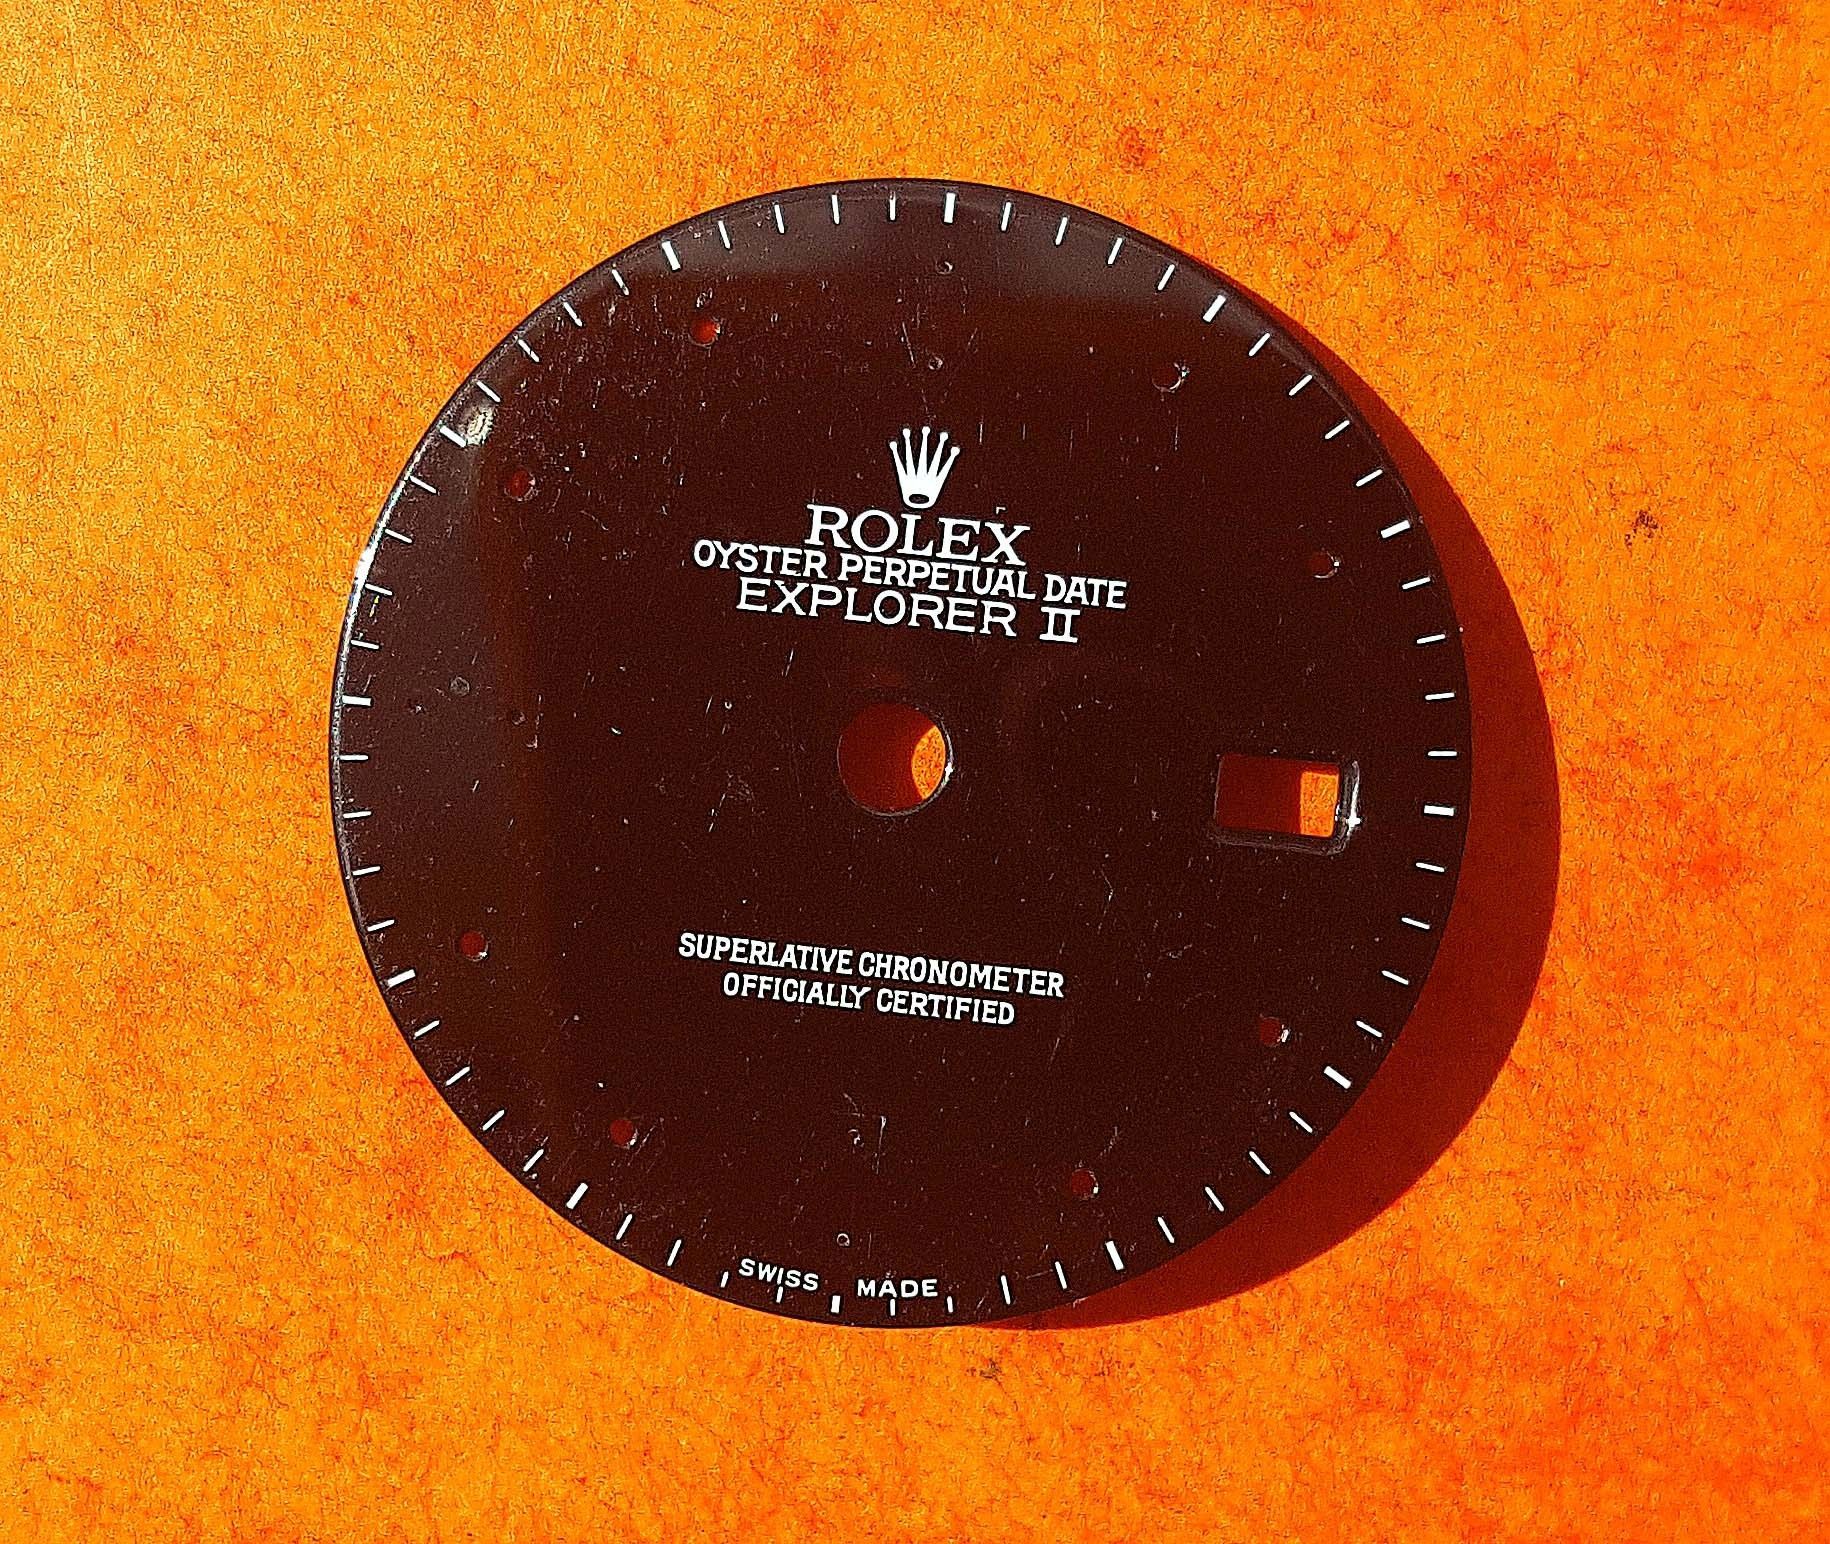 ROLEX
OYSTER PERPETUAL DATE
EXPLORER II
SUPERLATIVE CHRONOMETER
OFFICIALLY CERTIFIED
SWISS MADE